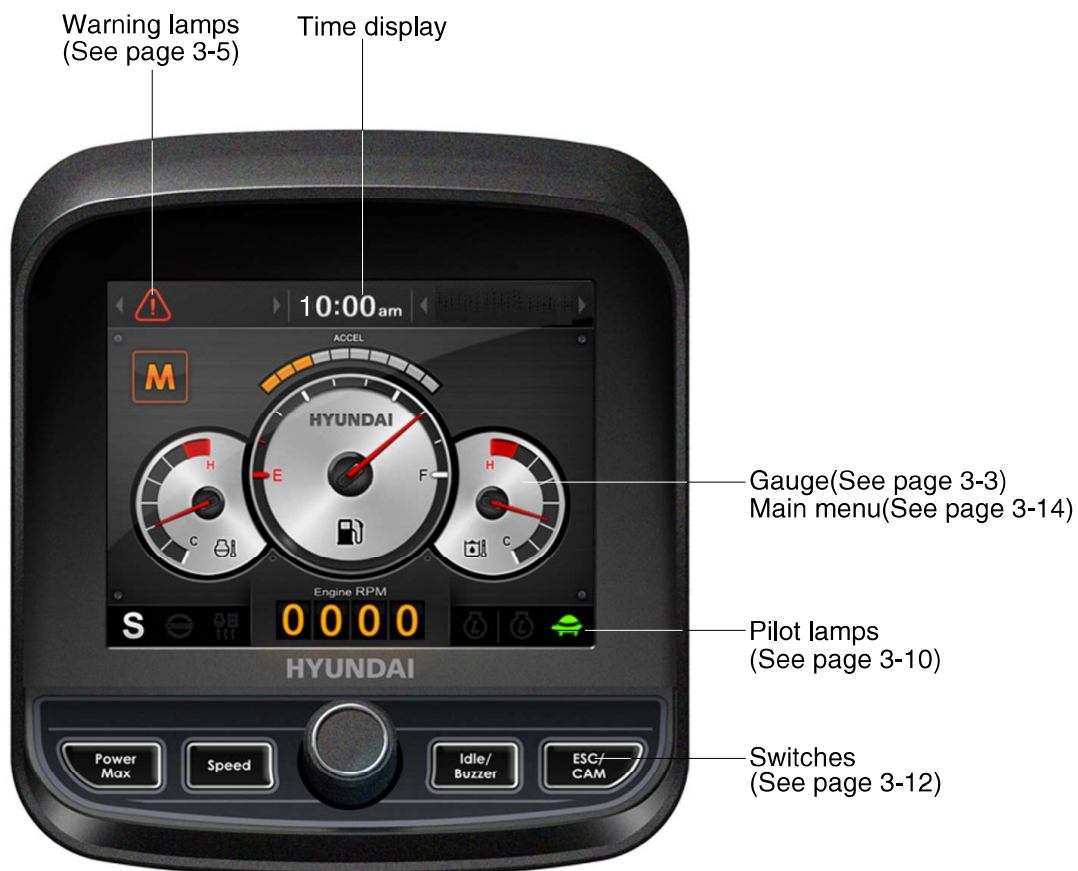 Warning lamps
(See page 3-5)
Time display
10:00am
ACCEL
M
HYUNDAI
H
E
F
H
C
C
Engine RPM
S
0000
HYUNDAI
Power
Max
Speed
Idle/
Buzzer
ESC/
CAM
Gauge(See page 3-3)
Main menu(See page 3-14)
Pilot lamps
(See page 3-10)
Switches
(See page 3-12)